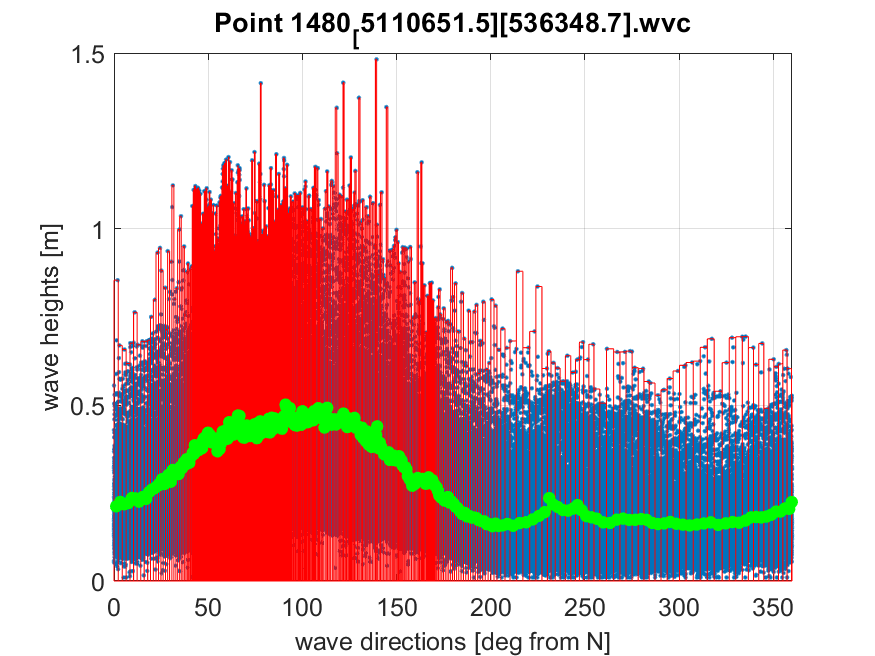 Point 1480[5110651.5][536348.7].wvc
1.5
1
0.5
0
wave heights [m]
0 50 100 150 200 250 300 350
wave directions [deg from N]